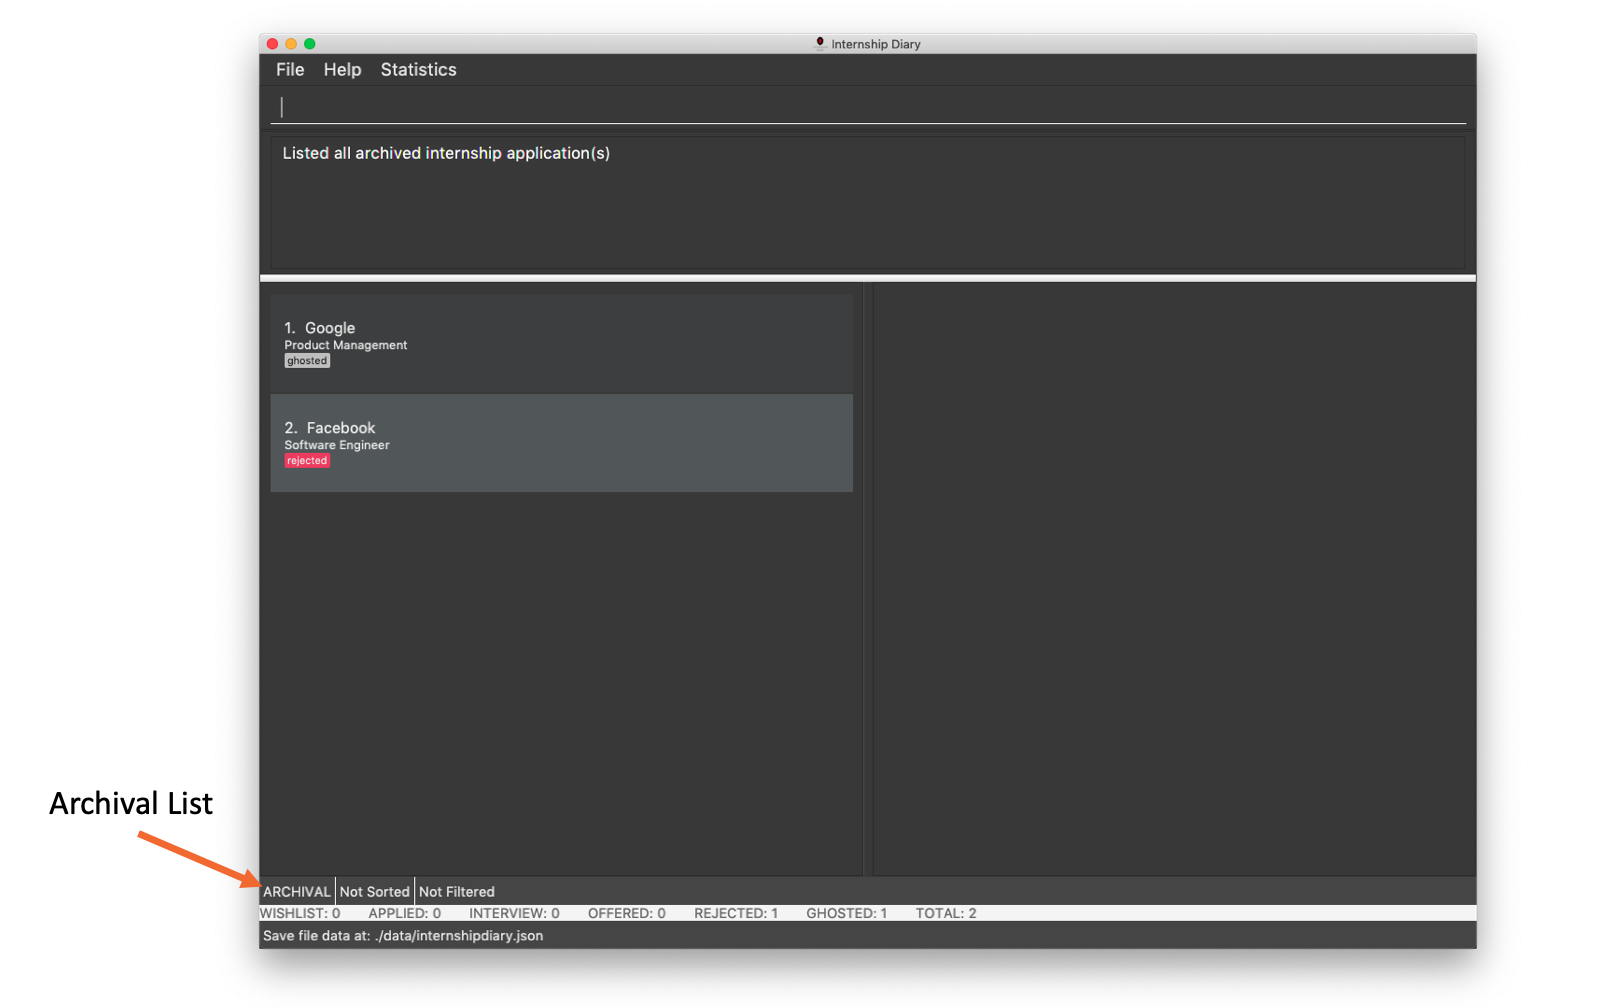 Internship Diary
File Help Statistics
Listed all archived internship application(s)
1. Google
Product Management
ghosted
2. Facebook
Software Engineer
rejected
Archival List
ARCHIVAL Not Sorted Not Filtered
WISHLIST: 0 APPLIED: 0 INTERVIEW: 0 OFFERED: 0 REJECTED: 1 GHOSTED: 1 TOTAL: 2
Save file data at: ./data/internshipdiary.json